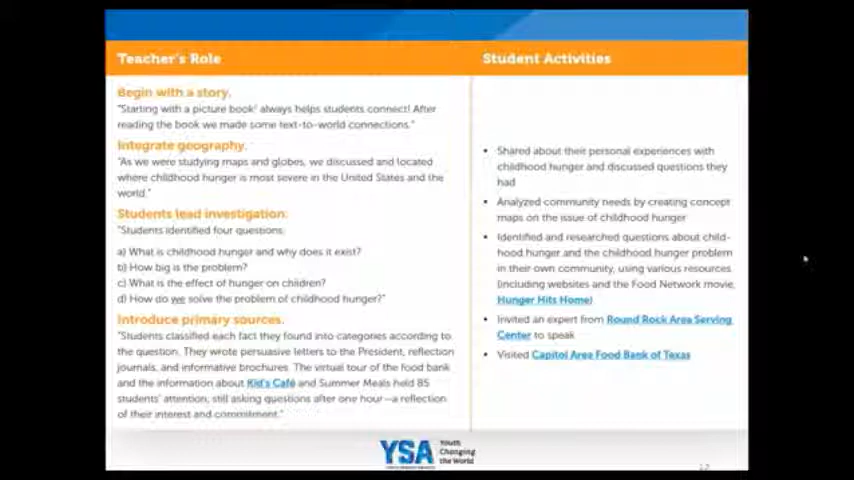 Teacher's Role
Begin with a story.
"Starting with a picture book¹ always helps students connect! After
reading the book we made some text-to-world connections."
Integrate geography.
"As we were studying maps and globes, we discussed and located
where childhood hunger is most severe in the United States and the
world."
Students lead investigation:
"Students identified four questions:
a) What is childhood hunger and why does it exist?
b) How big is the problem?
c) What is the effect of hunger on children?
d) How do we solve the problem of childhood hunger?"
Introduce primary sources.
"Students classified each fact they found into categories according to
the question. They wrote persuasive letters to the President, reflection
journals, and informative brochures. The virtual tour of the food bank
and the information about Kid's Café and Summer Meals held 85
students' attention, still asking questions after one hour—a reflection
of their interest and commitment."
Student Activities
• Shared about their personal experiences with
childhood hunger and discussed questions they
had
• Analyzed community needs by creating concept
maps on the issue of childhood hunger
• Identified and researched questions about child-
hood hunger and the childhood hunger problem
in their own community, using various resources
(including websites and the Food Network movie,
Hunger Hits Home)
• Invited an expert from Round Rock Area Serving
Center to speak
• Visited Capitol Area Food Bank of Texas
YSA
Youth
Changing
the World